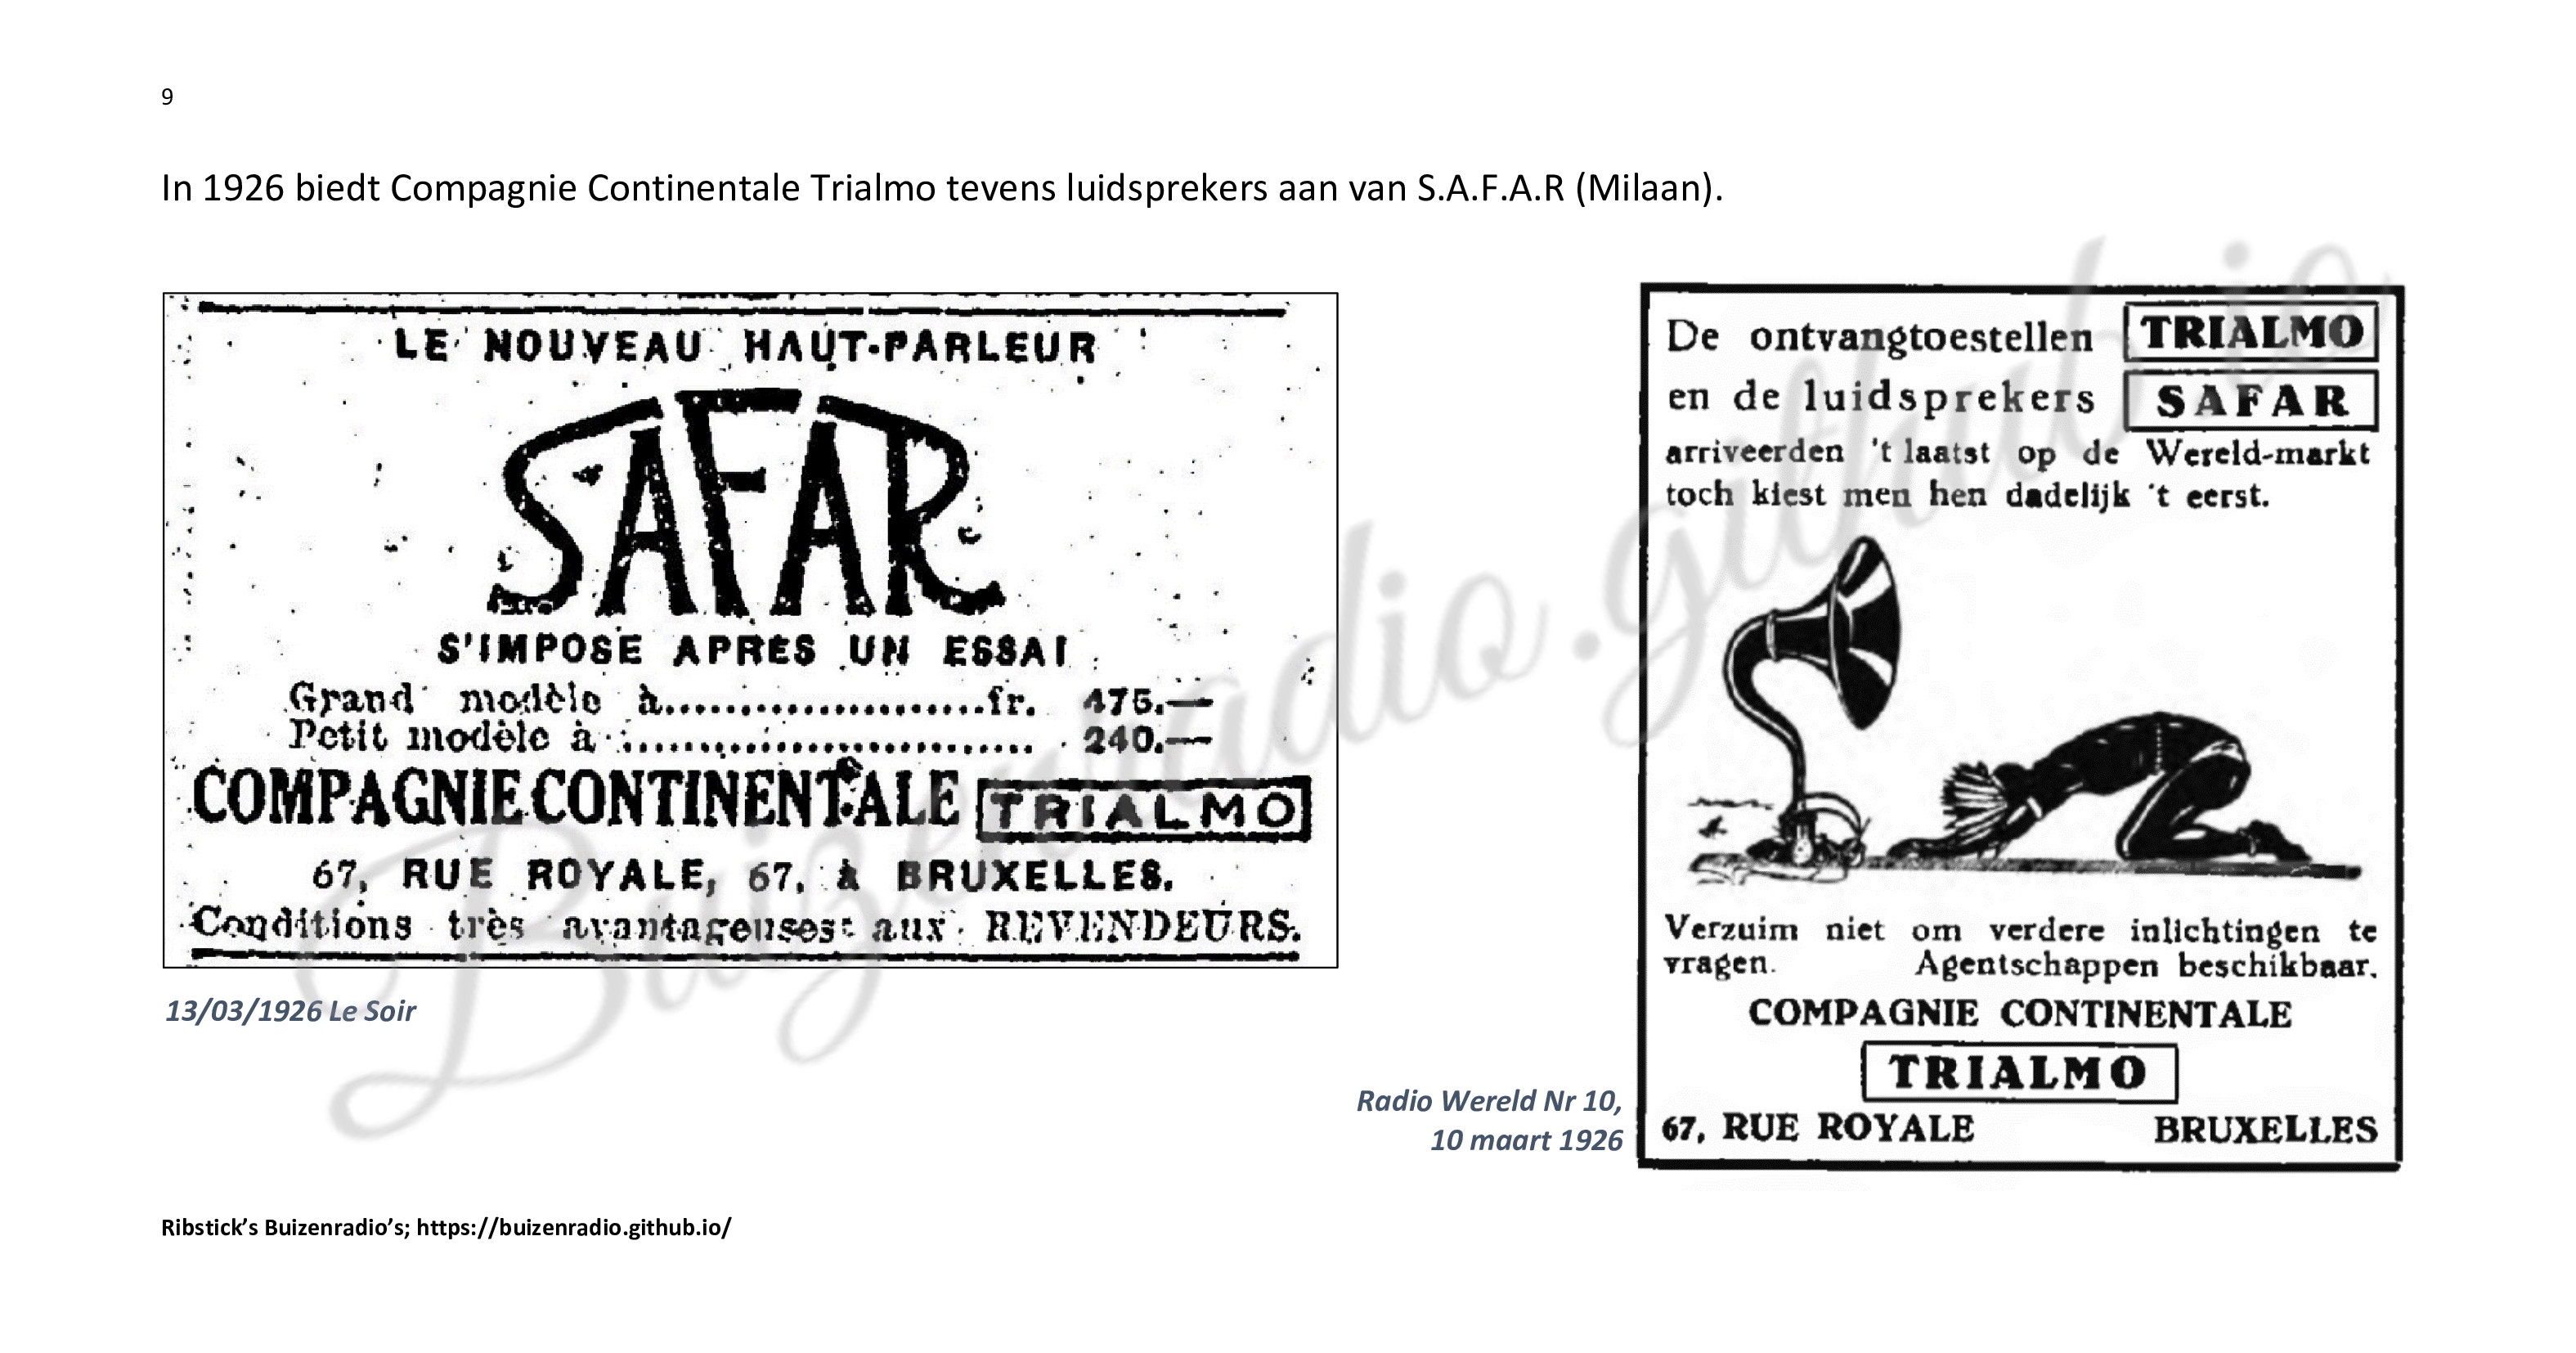 9
In 1926 biedt Compagnie Continentale Trialmo tevens luidsprekers aan van S.A.F.A.R (Milaan).
LE NOUVEAU HAUT-PARLEUR
SAFAR
S'IMPOSE APRES UN ESSAI
Grand modèle à.....................fr. 475.—
Petit modèle à ........................... 240.—
COMPAGNIE CONTINENTALE TRIALMO
67, RUE ROYALE, 67, à BRUXELLES.
Conditions très avantageuses aux REVENDEURS.
13/03/1926 Le Soir
De ontvangtoestellen TRIALMO
en de luidsprekers SAFAR
arriveerden 't laatst op de Wereld-markt
toch kiest men hen dadelijk 't eerst.
Verzuim niet om verdere inlichtingen te
vragen. Agentschappen beschikbaar.
COMPAGNIE CONTINENTALE
TRIALMO
67, RUE ROYALE BRUXELLES
Radio Wereld Nr 10,
10 maart 1926
Buizenradio.github.io
Ribstick's Buizenradio's; https://buizenradio.github.io/